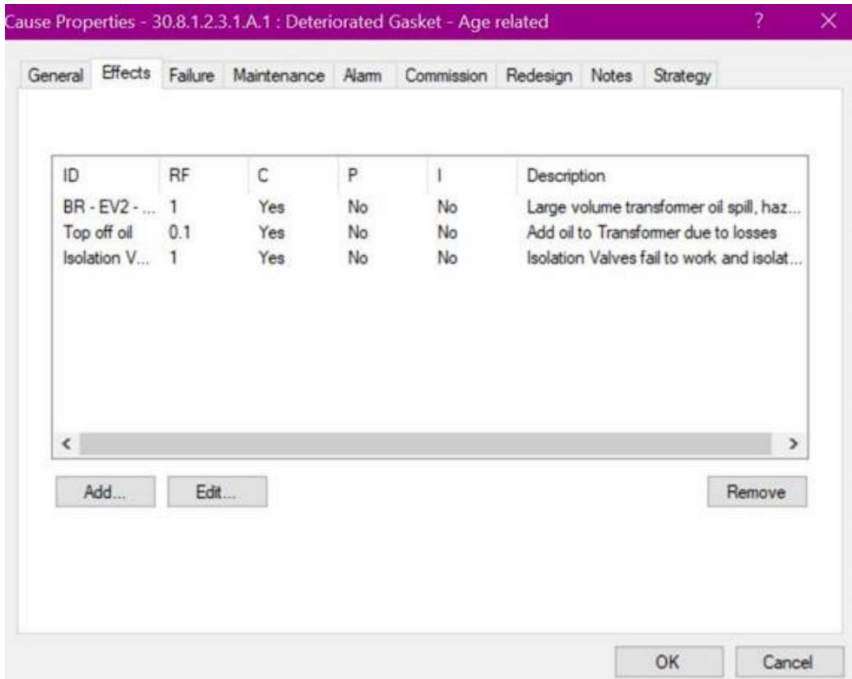 Cause Properties - 30.8.1.2.3.1.A.1 : Deteriorated Gasket - Age related ? ×
General Effects Failure Maintenance Alarm Commission Redesign Notes Strategy
ID RF C P I Description
BR - EV2 - ... 1 Yes No No Large volume transformer oil spill, haz...
Top off oil 0.1 Yes No No Add oil to Transformer due to losses
Isolation V... 1 Yes No No Isolation Valves fail to work and isolat...
Add... Edit... Remove
OK Cancel